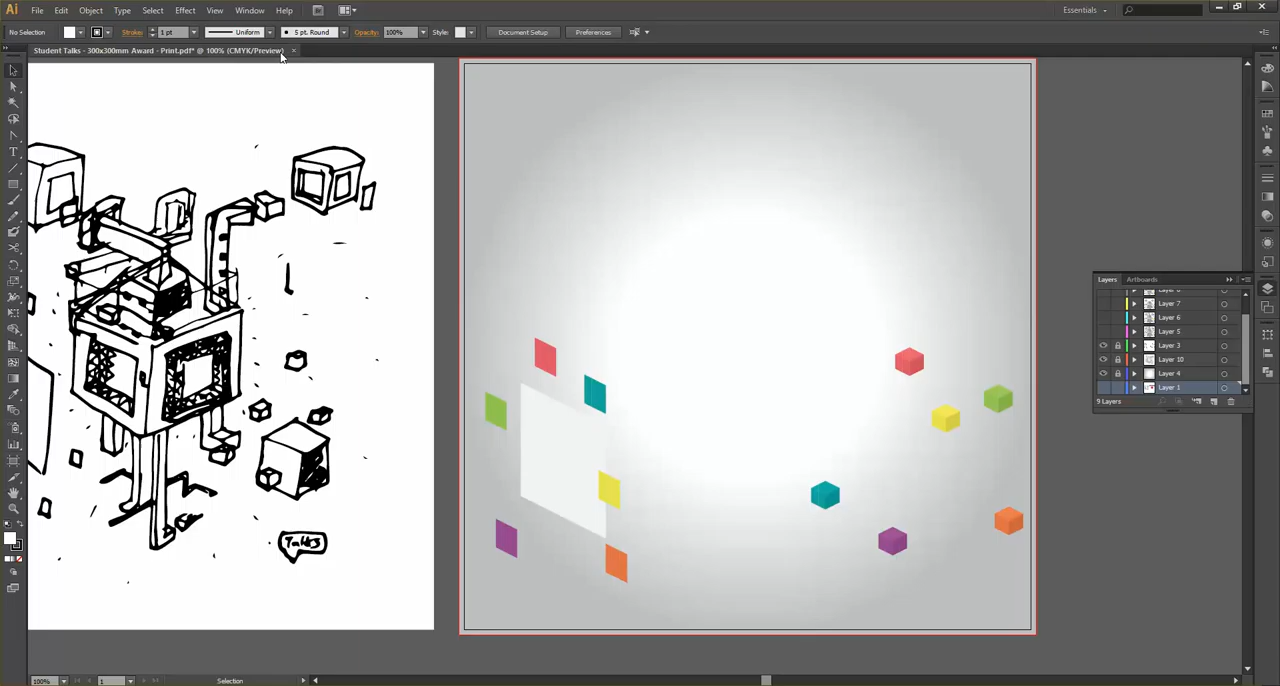 Ai File Edit Object Type Select Effect View Window Help Br Essentials
No Selection Stroke: 1 pt Uniform 5 pt. Round Opacity: 100% Style: Document Setup Preferences
Student Talks - 300x300mm Award - Print.pdf* @ 100% (CMYK/Preview)
Layers Artboards
Layer 7
Layer 6
Layer 5
Layer 3
Layer 10
Layer 4
Layer 1
9 Layers
Talks
100% 1 Selection